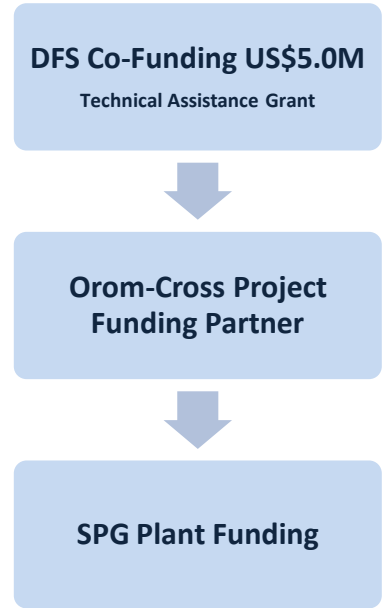 DFS Co-Funding US$5.0M
Technical Assistance Grant
Orom-Cross Project
Funding Partner
SPG Plant Funding